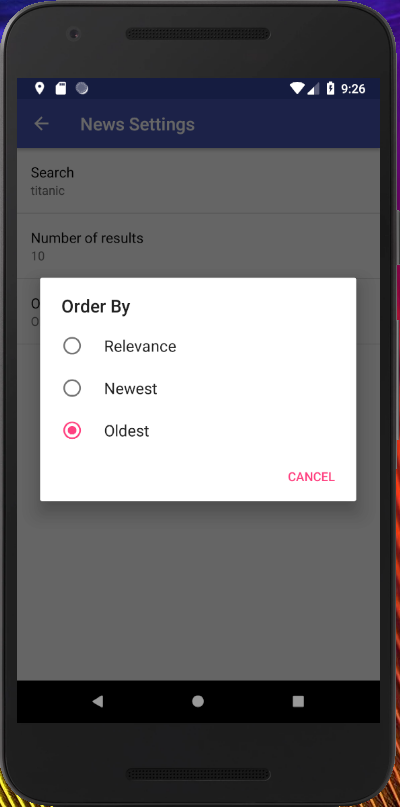 9:26
News Settings
Search
titanic
Number of results
10
O
O
Order By
Relevance
Newest
Oldest
CANCEL